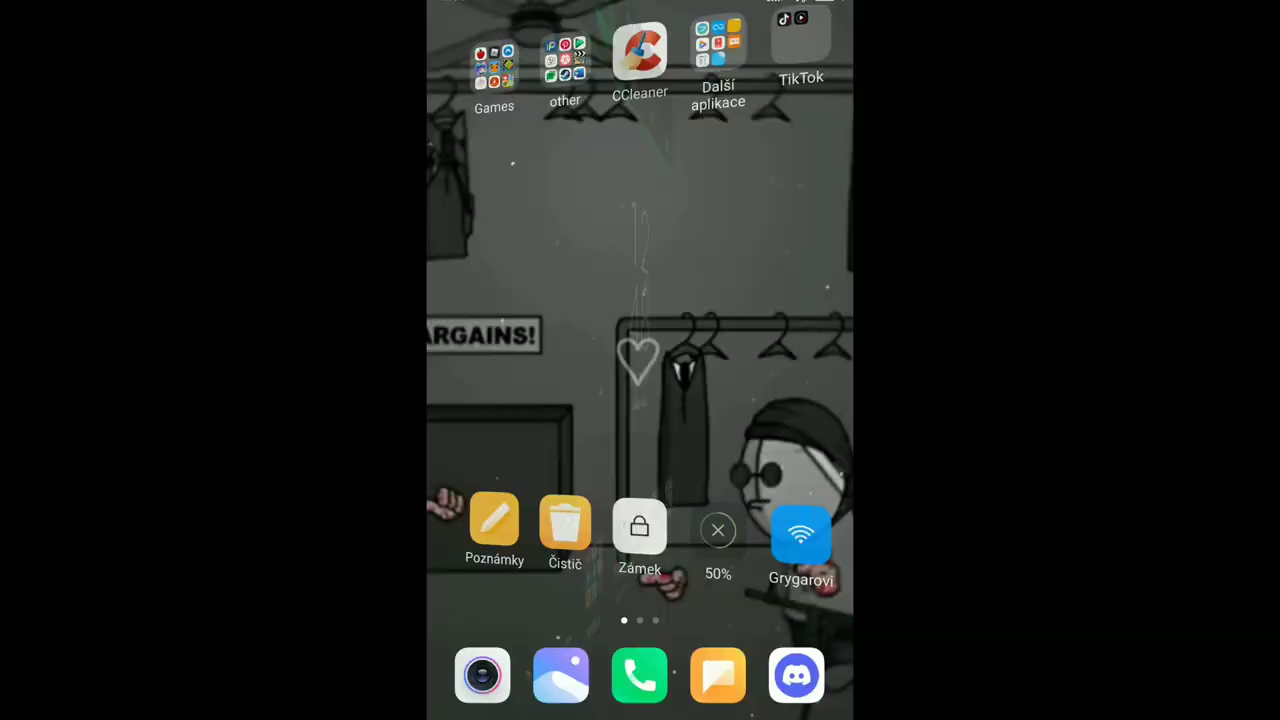 Games
other
CCleaner
Další
aplikace
TikTok
ARGAINS!
Poznámky
Čistič
Zámek
50%
Grygarovi